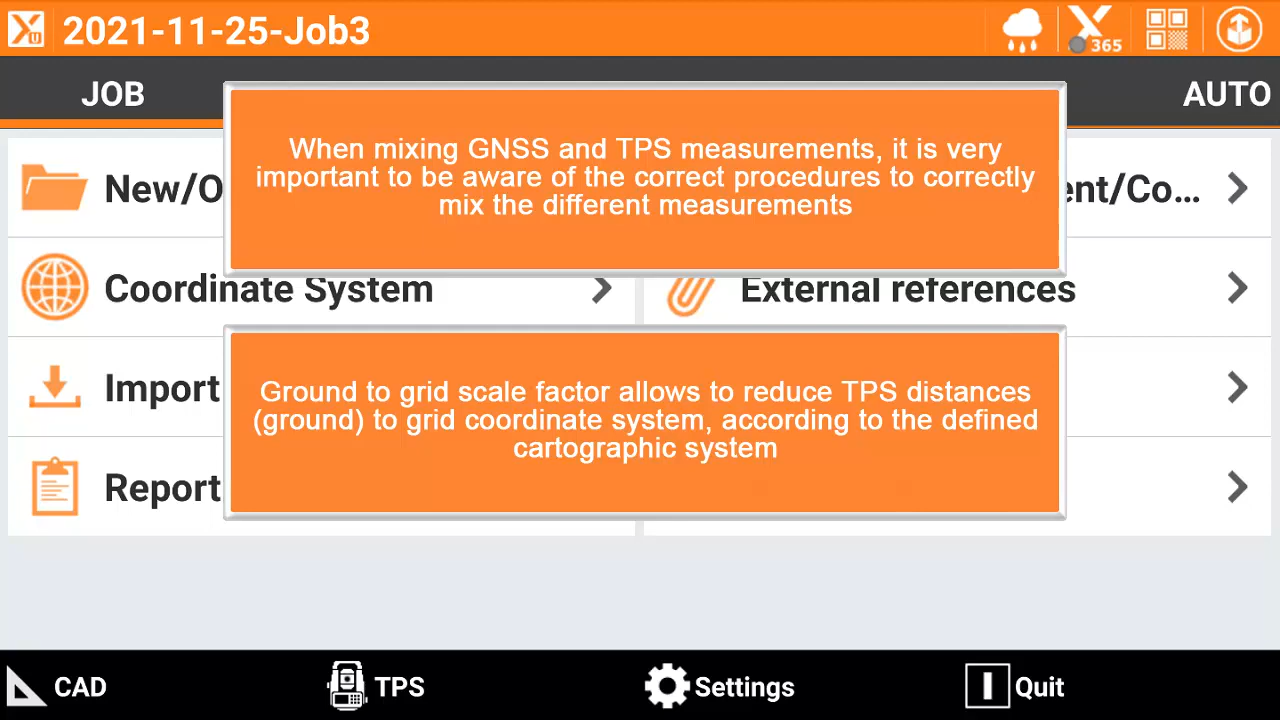 2021-11-25-Job3
365
JOB
AUTO
When mixing GNSS and TPS measurements, it is very
important to be aware of the correct procedures to correctly
mix the different measurements
New/O
ent/Co...
Coordinate System
External references
Import
Ground to grid scale factor allows to reduce TPS distances
(ground) to grid coordinate system, according to the defined
cartographic system
Report
CAD
TPS
Settings
Quit